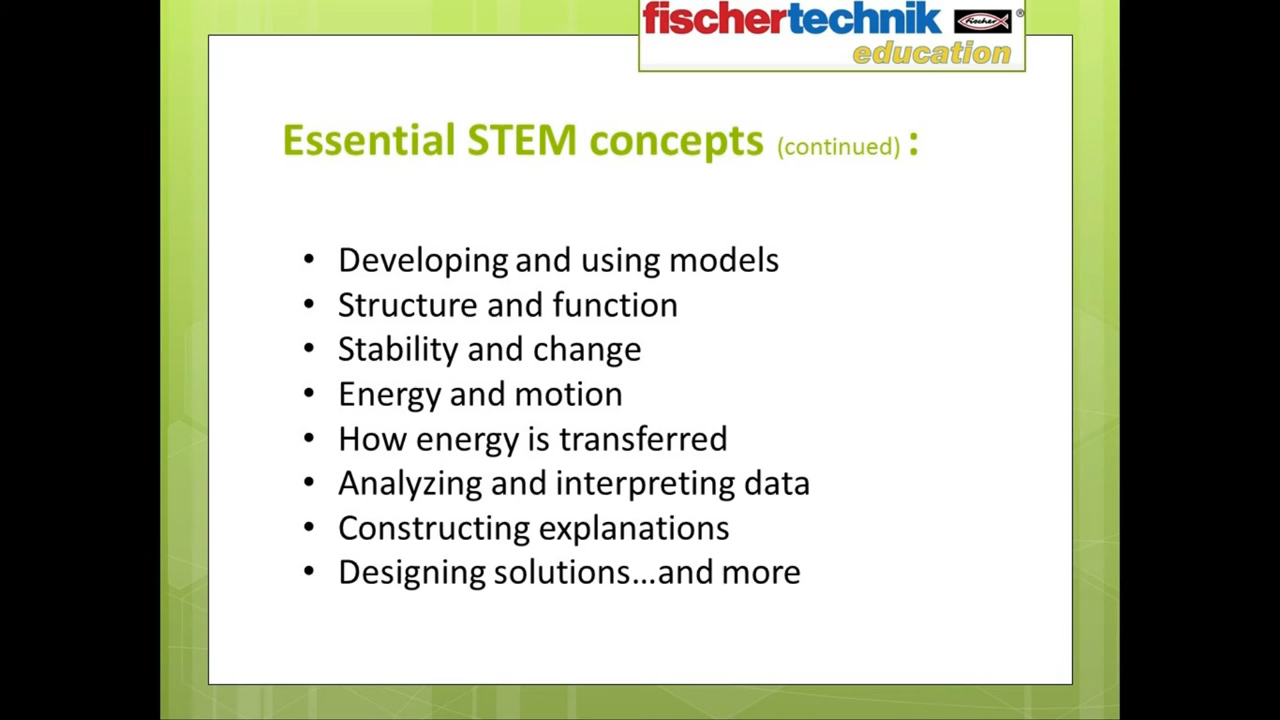 fischertechnik fischer ®
education
Essential STEM concepts (continued) :
• Developing and using models
• Structure and function
• Stability and change
• Energy and motion
• How energy is transferred
• Analyzing and interpreting data
• Constructing explanations
• Designing solutions...and more